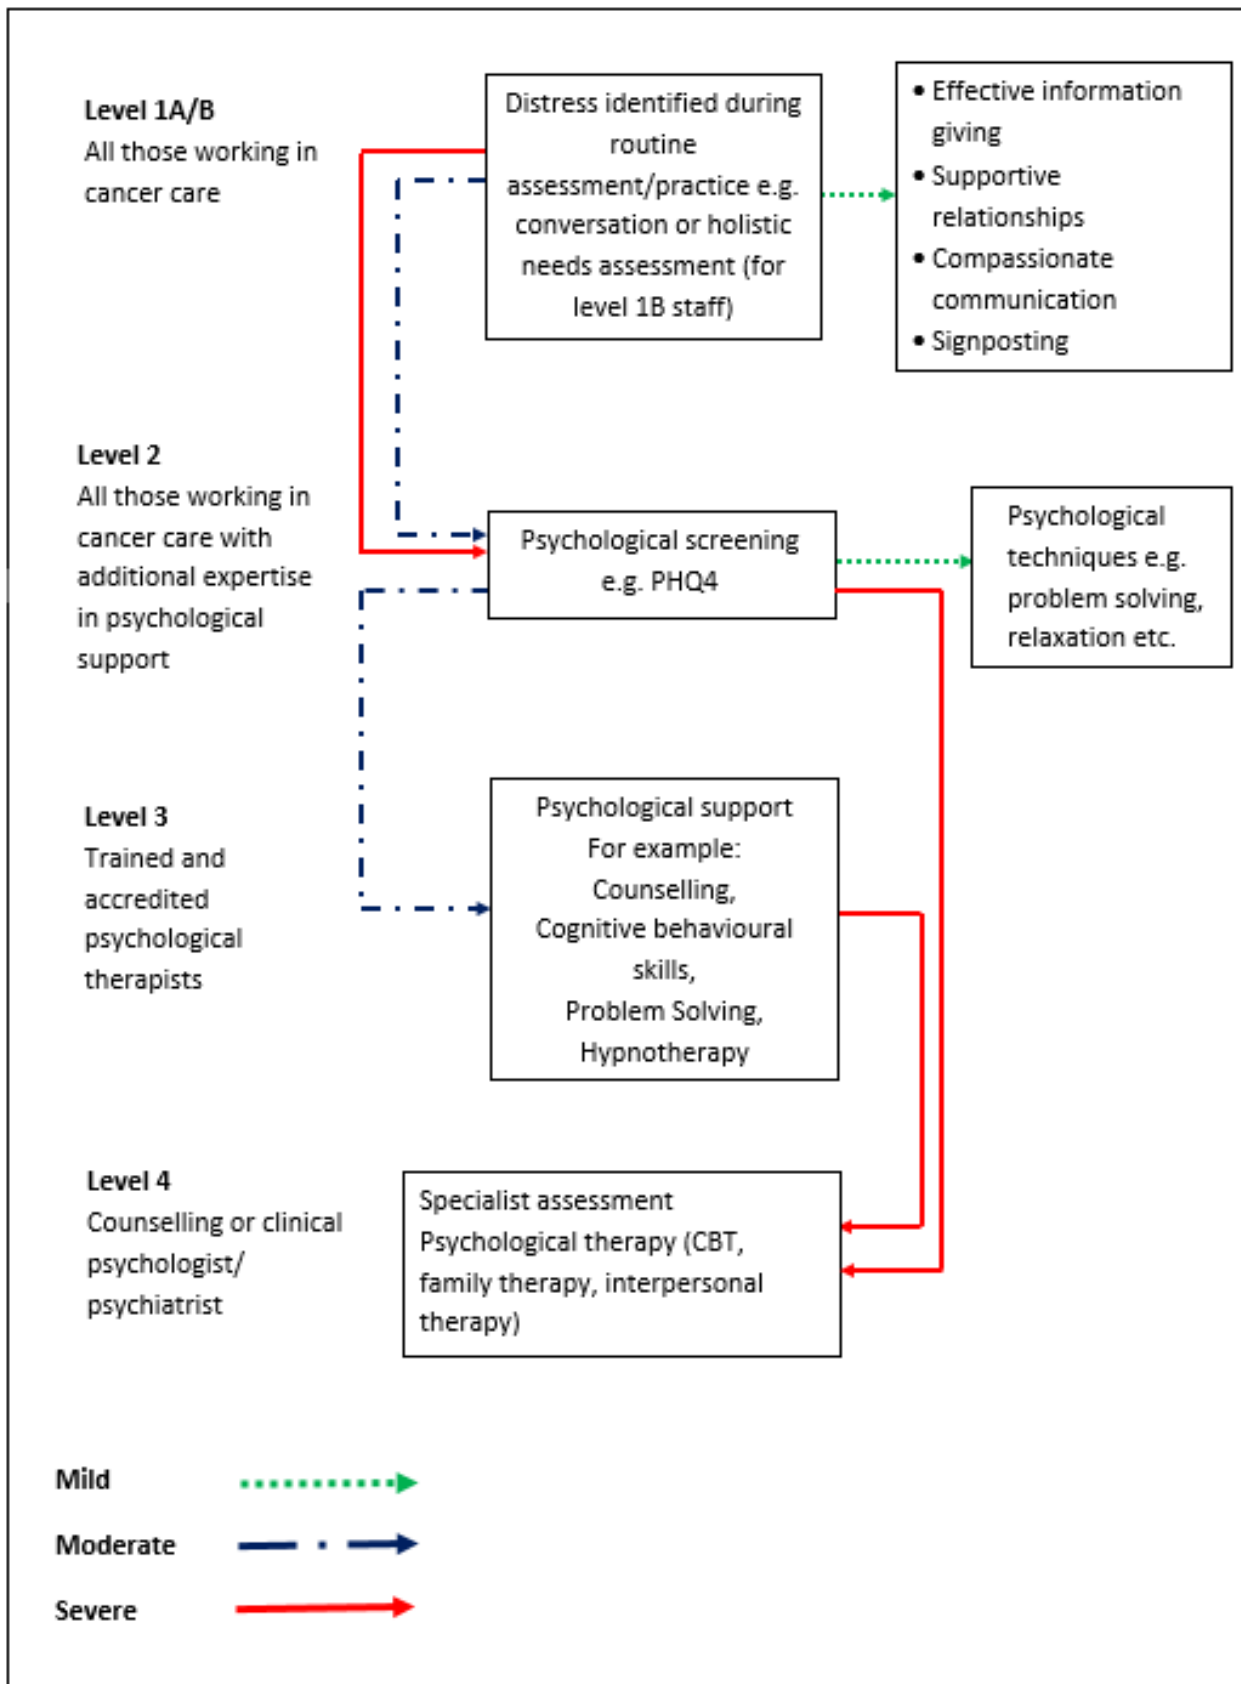 Level 1A/B
All those working in
cancer care
Distress identified during
routine
assessment/practice e.g.
conversation or holistic
needs assessment (for
level 1B staff)
• Effective information
giving
• Supportive
relationships
• Compassionate
communication
• Signposting
Level 2
All those working in
cancer care with
additional expertise
in psychological
support
Psychological screening
e.g. PHQ4
Psychological
techniques e.g.
problem solving,
relaxation etc.
Level 3
Trained and
accredited
psychological
therapists
Psychological support
For example:
Counselling,
Cognitive behavioural
skills,
Problem Solving,
Hypnotherapy
Level 4
Counselling or clinical
psychologist/
psychiatrist
Specialist assessment
Psychological therapy (CBT,
family therapy, interpersonal
therapy)
Mild
Moderate
Severe